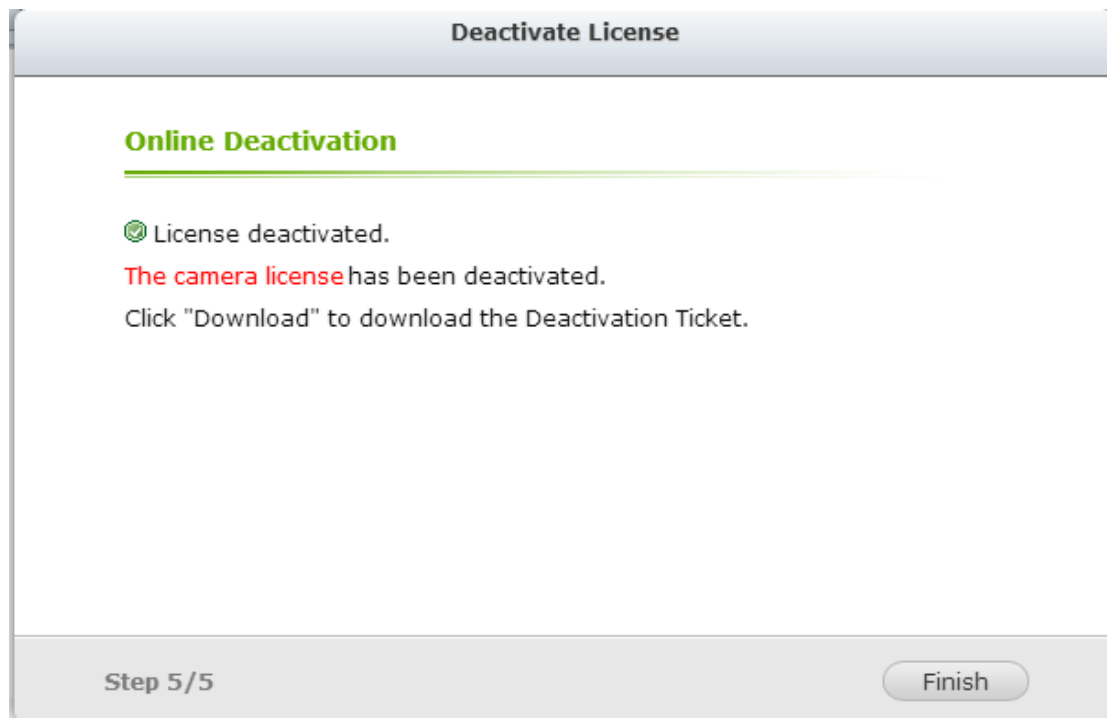 Deactivate License
Online Deactivation
License deactivated.
The camera license has been deactivated.
Click "Download" to download the Deactivation Ticket.
Step 5/5
Finish